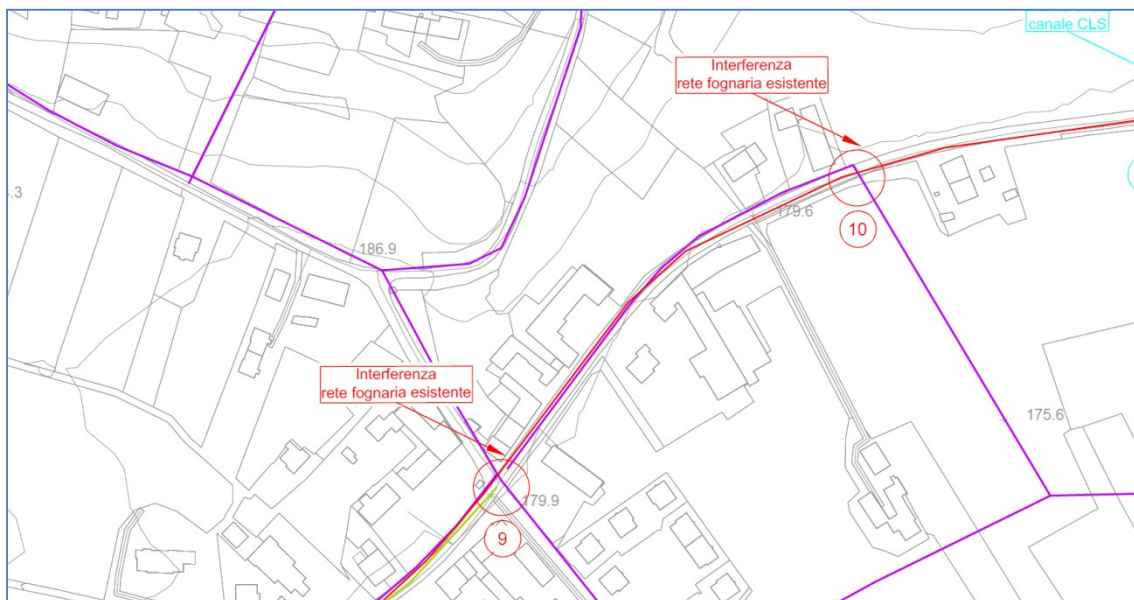 canale CLS
Interferenza
rete fognaria esistente
10
179.6
186.9
Interferenza
rete fognaria esistente
175.6
179.9
9